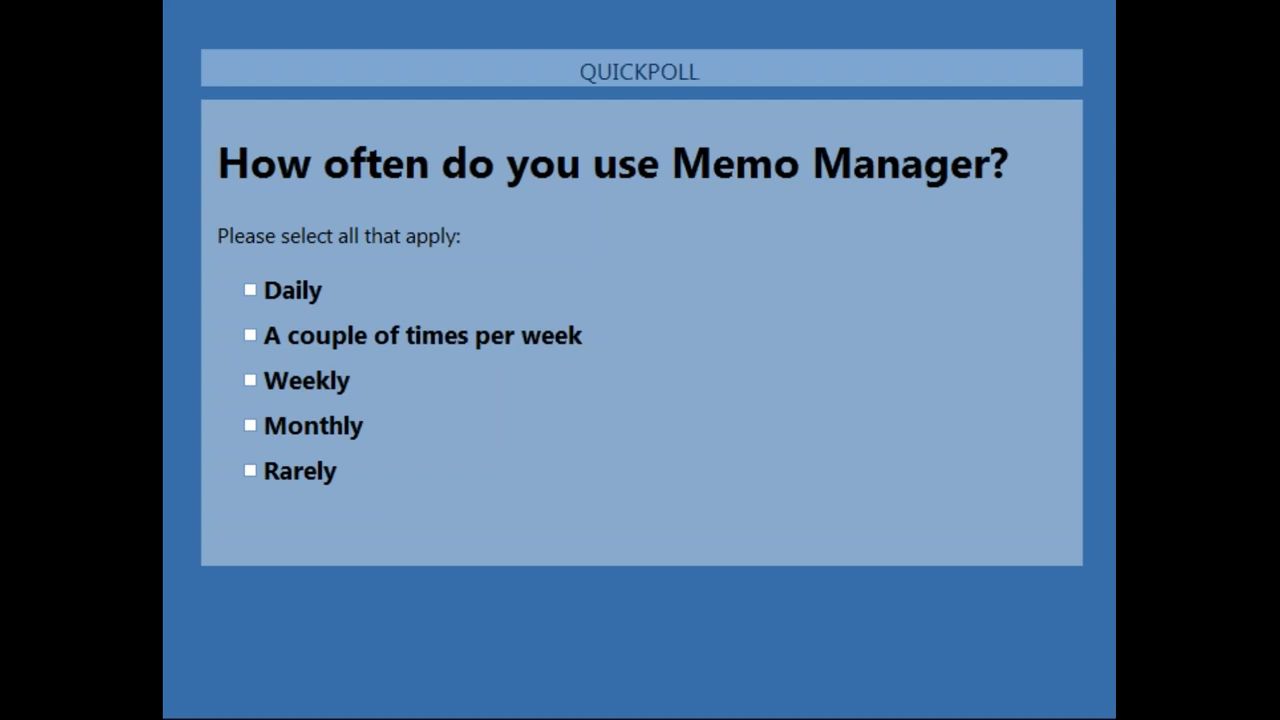 QUICKPOLL
How often do you use Memo Manager?
Please select all that apply:
Daily
A couple of times per week
Weekly
Monthly
Rarely